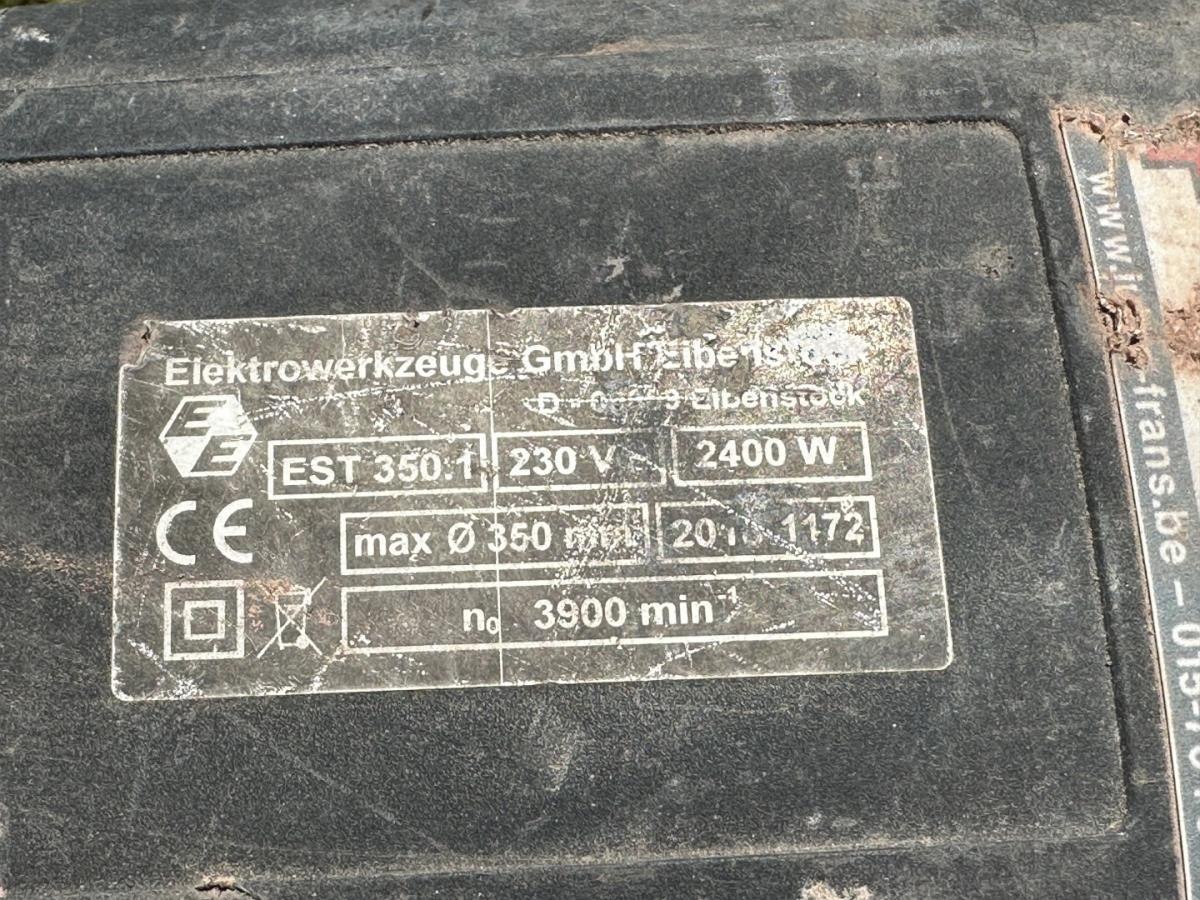 Elektrowerkzeuge GmbH Eibenstock
Eibenstock
EE
EST 350.1 230 V 2400 W
CE
max Ø 350 1172
n₀ 3900 min⁻¹
-frans.be